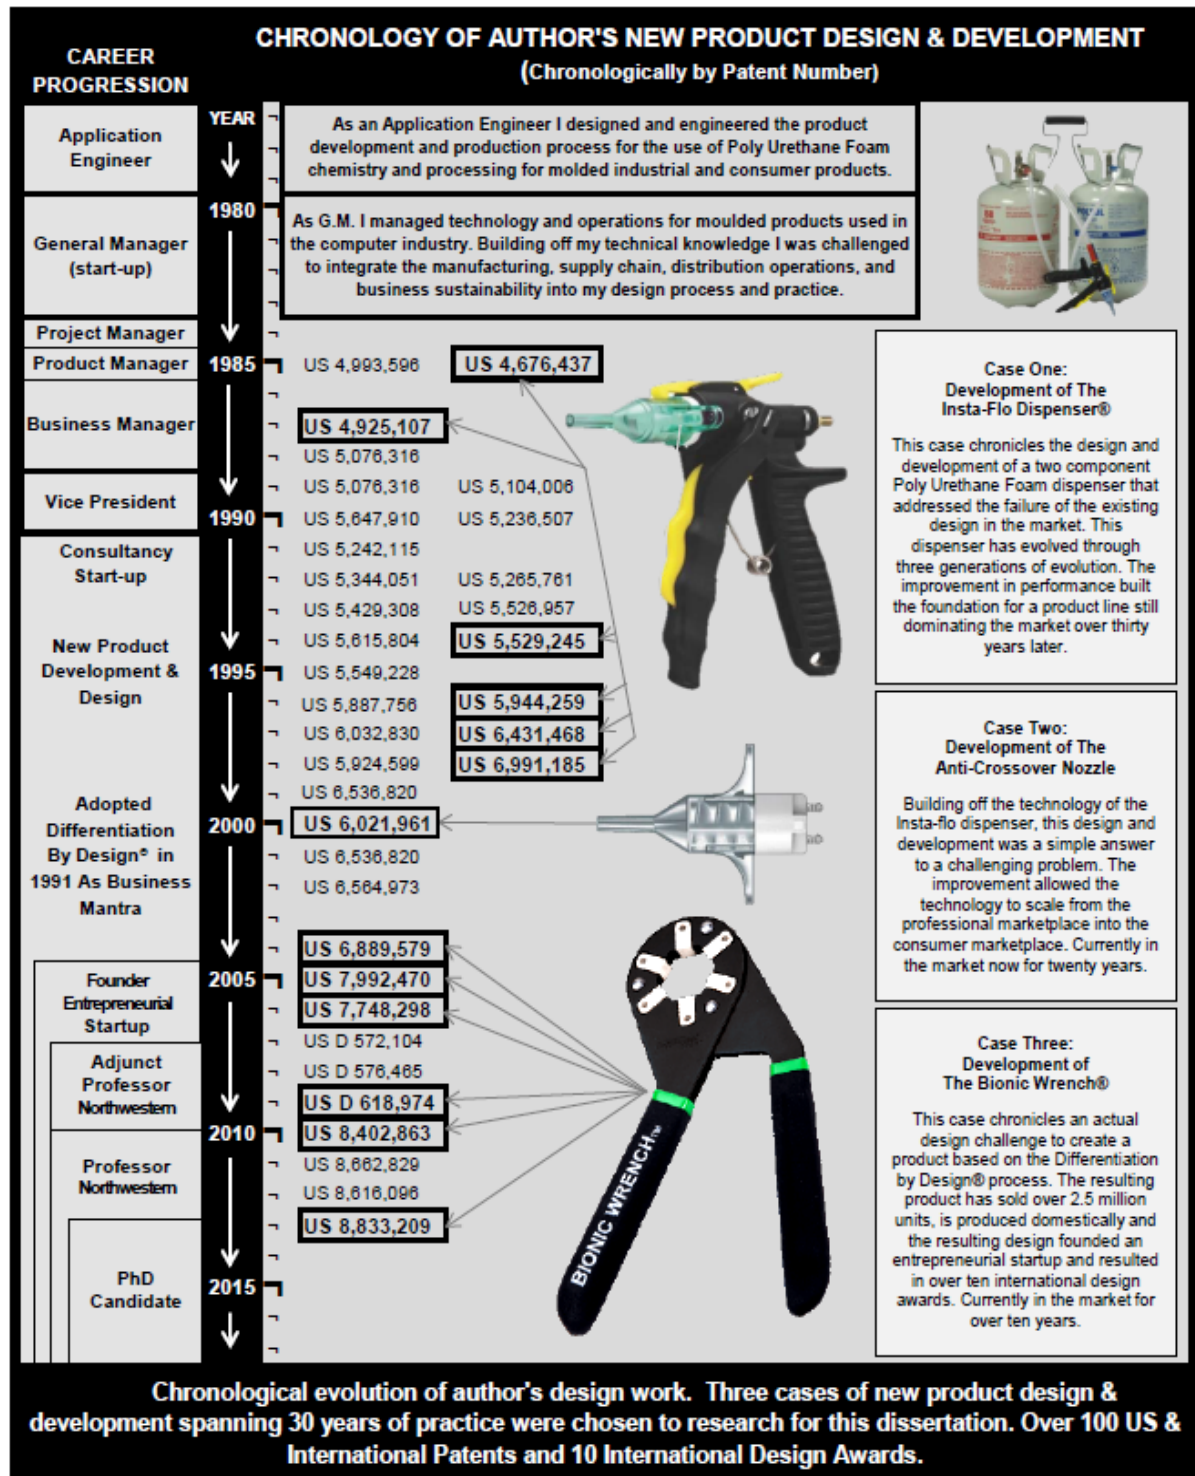 CHRONOLOGY OF AUTHOR'S NEW PRODUCT DESIGN & DEVELOPMENT
(Chronologically by Patent Number)
CAREER
PROGRESSION
YEAR
Application
Engineer
As an Application Engineer I designed and engineered the product
development and production process for the use of Poly Urethane Foam
chemistry and processing for molded industrial and consumer products.
1980
General Manager
(start-up)
As G.M. I managed technology and operations for moulded products used in
the computer industry. Building off my technical knowledge I was challenged
to integrate the manufacturing, supply chain, distribution operations, and
business sustainability into my design process and practice.
Project Manager
Product Manager
1985
US 4,993,596 US 4,676,437
Business Manager
US 4,925,107
US 5,076,316
Vice President
US 5,076,316 US 5,104,006
1990
US 5,647,910 US 5,236,507
Consultancy
Start-up
US 5,242,115
US 5,344,051 US 5,265,761
US 5,429,308 US 5,526,957
New Product
Development &
Design
US 5,615,804 US 5,529,245
1995
US 5,549,228
US 5,887,756 US 5,944,259
US 6,032,830 US 6,431,468
US 5,924,599 US 6,991,185
US 6,536,820
Adopted
Differentiation
By Design® in
1991 As Business
Mantra
2000
US 6,021,961
US 6,536,820
US 6,564,973
US 6,889,579
Founder
Entrepreneurial
Startup
2005
US 7,992,470
US 7,748,298
US D 572,104
Adjunct
Professor
Northwestern
US D 576,465
US D 618,974
2010
US 8,402,863
Professor
Northwestern
US 8,662,829
US 8,616,096
US 8,833,209
PhD
Candidate
2015
BIONIC WRENCH™
Case One:
Development of The
Insta-Flo Dispenser®
This case chronicles the design and
development of a two component
Poly Urethane Foam dispenser that
addressed the failure of the existing
design in the market. This
dispenser has evolved through
three generations of evolution. The
improvement in performance built
the foundation for a product line still
dominating the market over thirty
years later.
Case Two:
Development of The
Anti-Crossover Nozzle
Building off the technology of the
Insta-flo dispenser, this design and
development was a simple answer
to a challenging problem. The
improvement allowed the
technology to scale from the
professional marketplace into the
consumer marketplace. Currently in
the market now for twenty years.
Case Three:
Development of
The Bionic Wrench®
This case chronicles an actual
design challenge to create a
product based on the Differentiation
by Design® process. The resulting
product has sold over 2.5 million
units, is produced domestically and
the resulting design founded an
entrepreneurial startup and resulted
in over ten international design
awards. Currently in the market for
over ten years.
Chronological evolution of author's design work. Three cases of new product design &
development spanning 30 years of practice were chosen to research for this dissertation. Over 100 US &
International Patents and 10 International Design Awards.